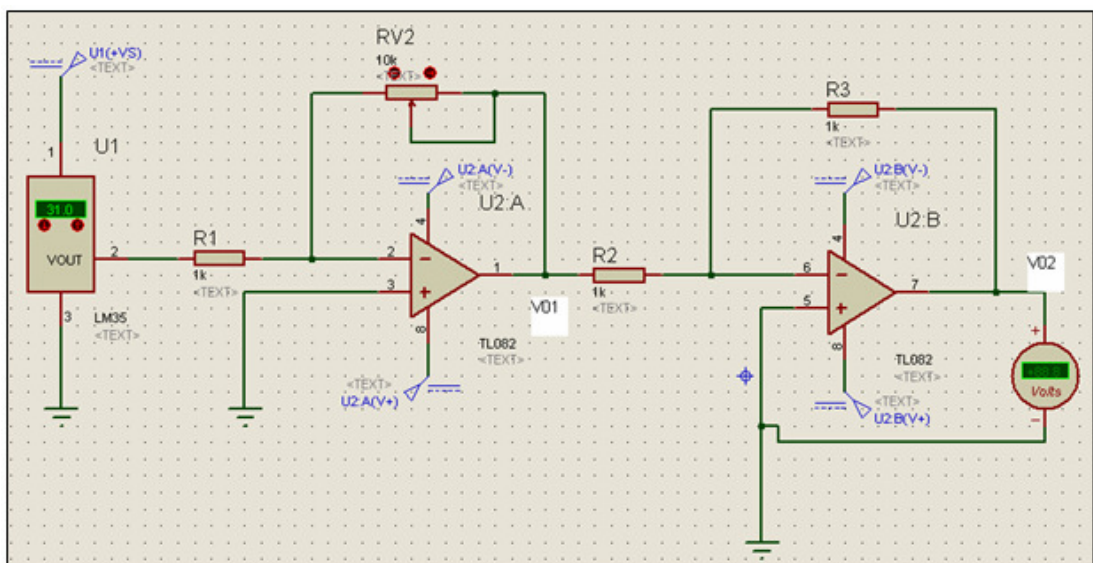 RV2
10k
<TEXT>
U1(+VS)
<TEXT>
R3
1k
<TEXT>
1
U1
31.0
VOUT
2
3
LM35
<TEXT>
R1
1k
<TEXT>
U2:A(V-)
<TEXT>
U2:A
4
2
3
1
8
V01
TL082
<TEXT>
<TEXT>
U2:A(V+)
R2
1k
<TEXT>
U2:B(V-)
<TEXT>
U2:B
4
6
5
7
8
V02
TL082
<TEXT>
<TEXT>
U2:B(V+)
+
Volts
−